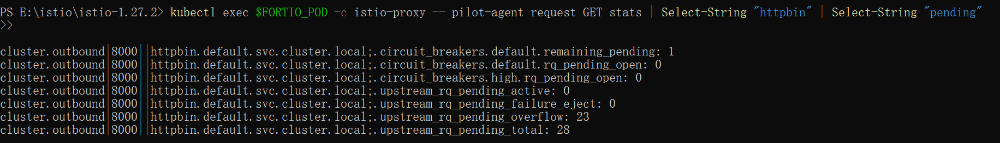 PS E:\istio\istio-1.27.2> kubectl exec $FORTIO_POD -c istio-proxy -- pilot-agent request GET stats | Select-String "httpbin" | Select-String "pending"
>>
cluster.outbound|8000||httpbin.default.svc.cluster.local;.circuit_breakers.default.remaining_pending: 1
cluster.outbound|8000||httpbin.default.svc.cluster.local;.circuit_breakers.default.rq_pending_open: 0
cluster.outbound|8000||httpbin.default.svc.cluster.local;.circuit_breakers.high.rq_pending_open: 0
cluster.outbound|8000||httpbin.default.svc.cluster.local;.upstream_rq_pending_active: 0
cluster.outbound|8000||httpbin.default.svc.cluster.local;.upstream_rq_pending_failure_eject: 0
cluster.outbound|8000||httpbin.default.svc.cluster.local;.upstream_rq_pending_overflow: 23
cluster.outbound|8000||httpbin.default.svc.cluster.local;.upstream_rq_pending_total: 28